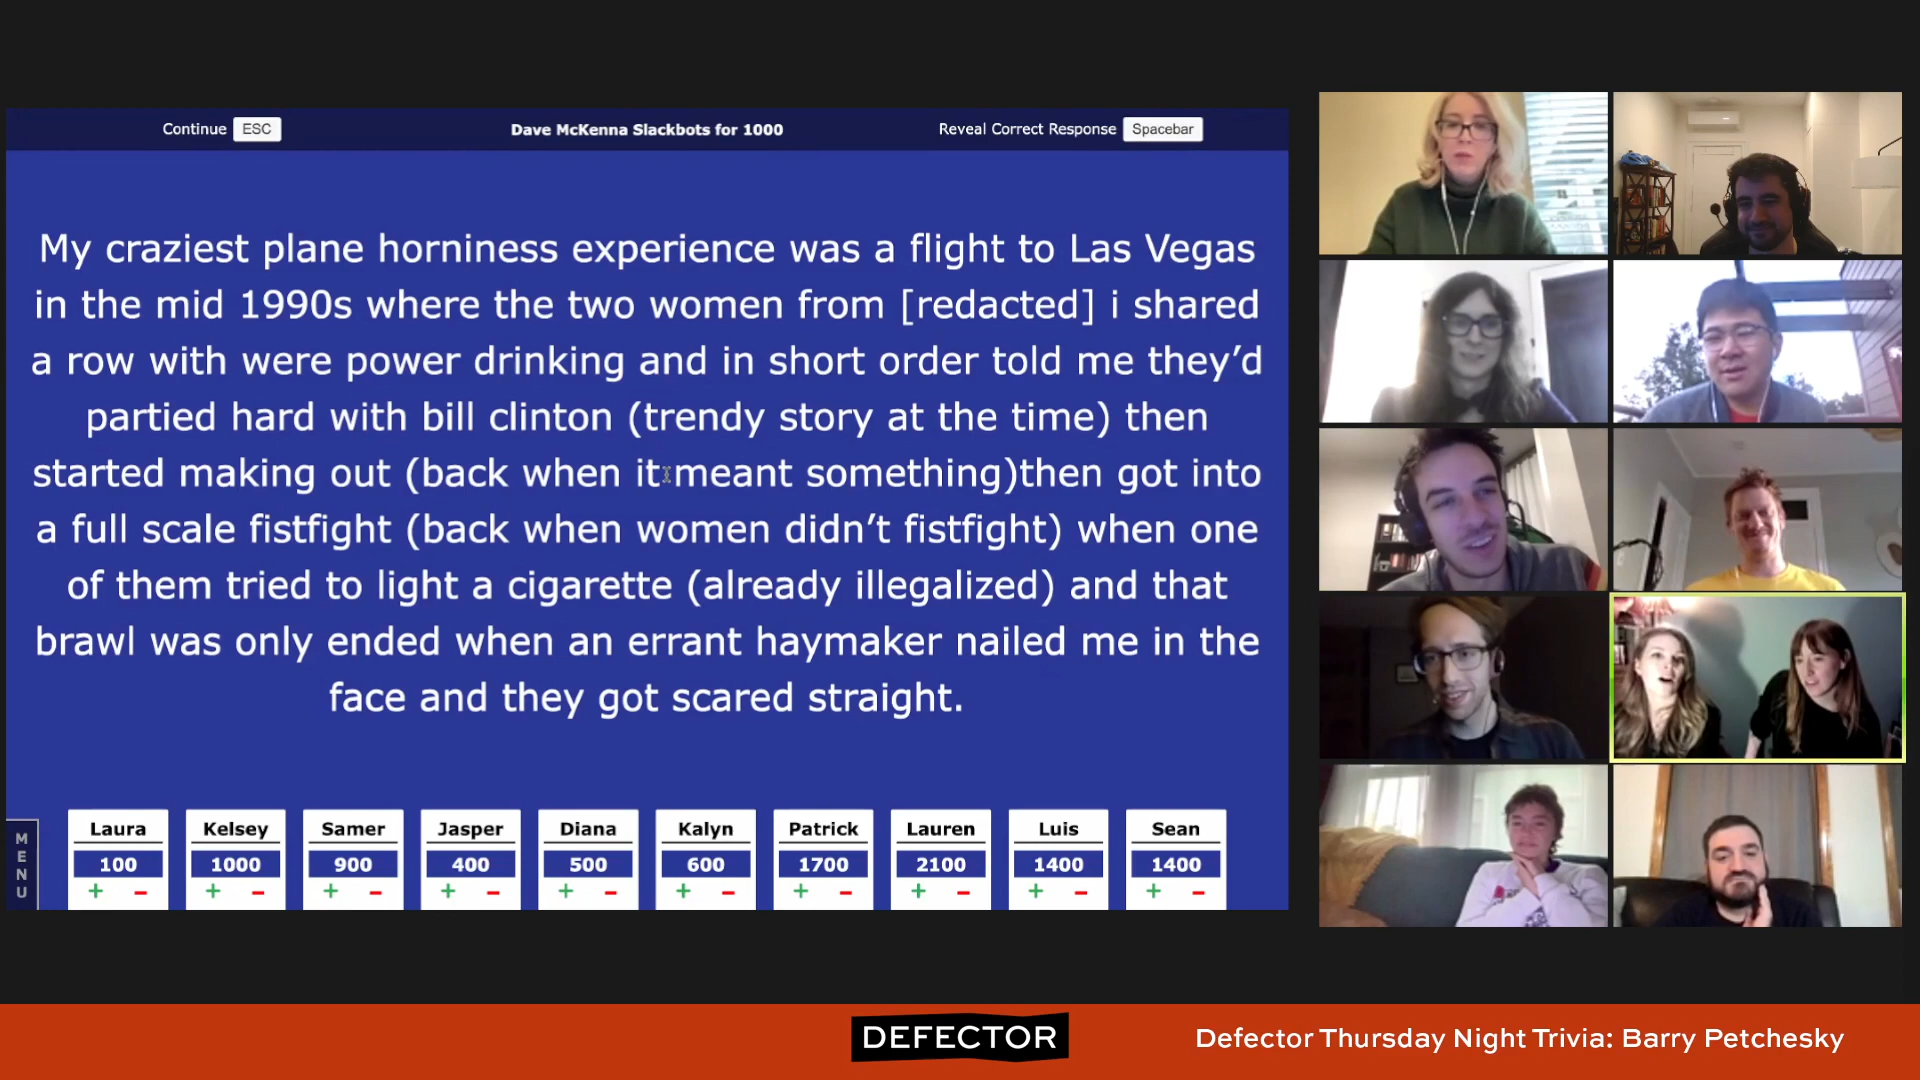 Continue ESC
Dave McKenna Slackbots for 1000
Reveal Correct Response Spacebar
My craziest plane horniness experience was a flight to Las Vegas
in the mid 1990s where the two women from [redacted] i shared
a row with were power drinking and in short order told me they’d
partied hard with bill clinton (trendy story at the time) then
started making out (back when it meant something)then got into
a full scale fistfight (back when women didn’t fistfight) when one
of them tried to light a cigarette (already illegalized) and that
brawl was only ended when an errant haymaker nailed me in the
face and they got scared straight.
MENU
Laura Kelsey Samer Jasper Diana Kalyn Patrick Lauren Luis Sean
100 1000 900 400 500 600 1700 2100 1400 1400
+ - + - + - + - + - + - + - + - + - + -
DEFECTOR
Defector Thursday Night Trivia: Barry Petchesky